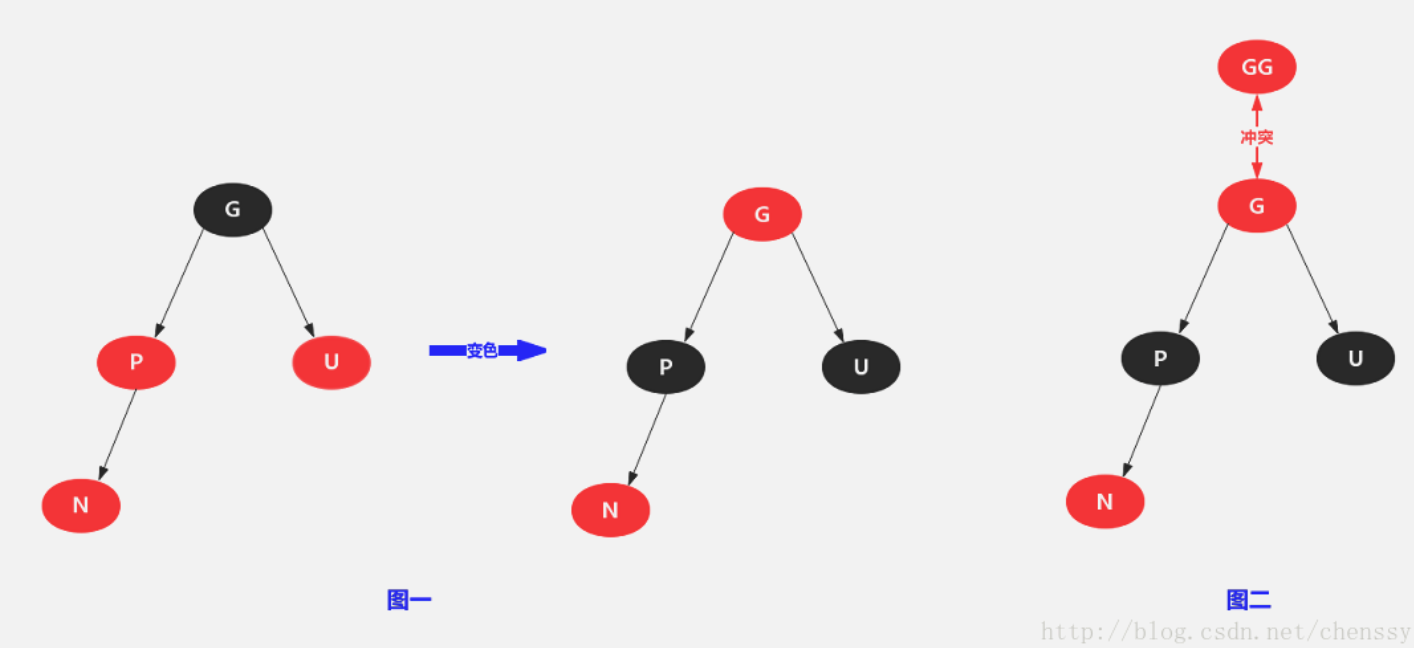 G
P
U
N
变色
G
P
U
N
图一
GG
冲突
G
P
U
N
图二
http://blog.csdn.net/chenssy